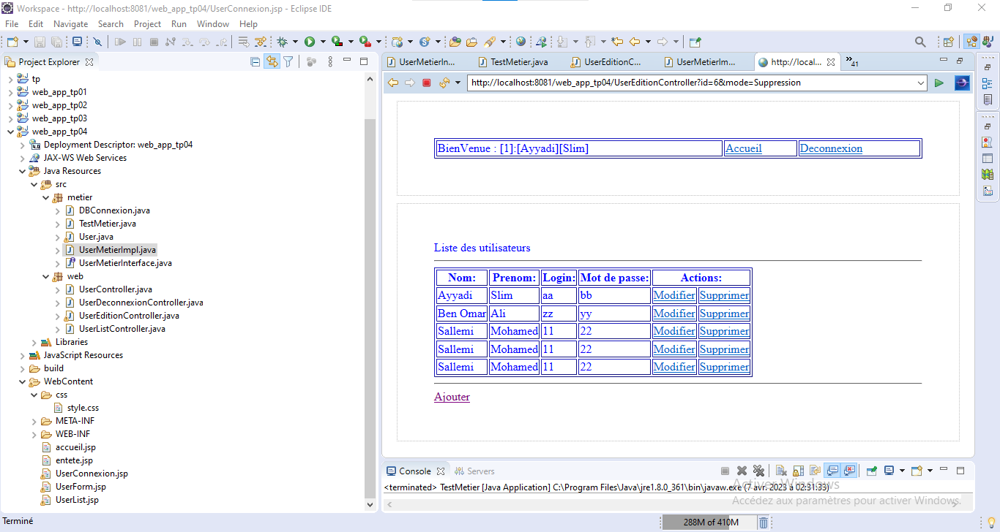 Workspace - http://localhost:8081/web_app_tp04/UserConnexion.jsp - Eclipse IDE
File Edit Navigate Search Project Run Window Help
Project Explorer
tp
web_app_tp01
web_app_tp02
web_app_tp03
web_app_tp04
Deployment Descriptor: web_app_tp04
JAX-WS Web Services
Java Resources
src
metier
DBConnexion.java
TestMetier.java
User.java
UserMetierImpl.java
UserMetierInterface.java
web
UserController.java
UserDeconnexionController.java
UserEditionController.java
UserListController.java
Libraries
JavaScript Resources
build
WebContent
css
style.css
META-INF
WEB-INF
accueil.jsp
entete.jsp
UserConnexion.jsp
UserForm.jsp
UserList.jsp
UserMetierIn... TestMetier.java UserEditionC... UserMetierIm... http://local... »41
http://localhost:8081/web_app_tp04/UserEditionController?id=6&mode=Suppression
BienVenue : [1]:[Ayyadi][Slim] Accueil Deconnexion
Liste des utilisateurs
Nom: Prenom: Login: Mot de passe: Actions:
Ayyadi Slim aa bb Modifier Supprimer
Ben Omar Ali zz yy Modifier Supprimer
Sallemi Mohamed 11 22 Modifier Supprimer
Sallemi Mohamed 11 22 Modifier Supprimer
Sallemi Mohamed 11 22 Modifier Supprimer
Ajouter
Console Servers
<terminated> TestMetier [Java Application] C:\Program Files\Java\jre1.8.0_361\bin\javaw.exe (7 avr. 2023 à 02:31:33)
Activer Windows
Accédez aux paramètres pour activer Windows.
Terminé
288M of 410M